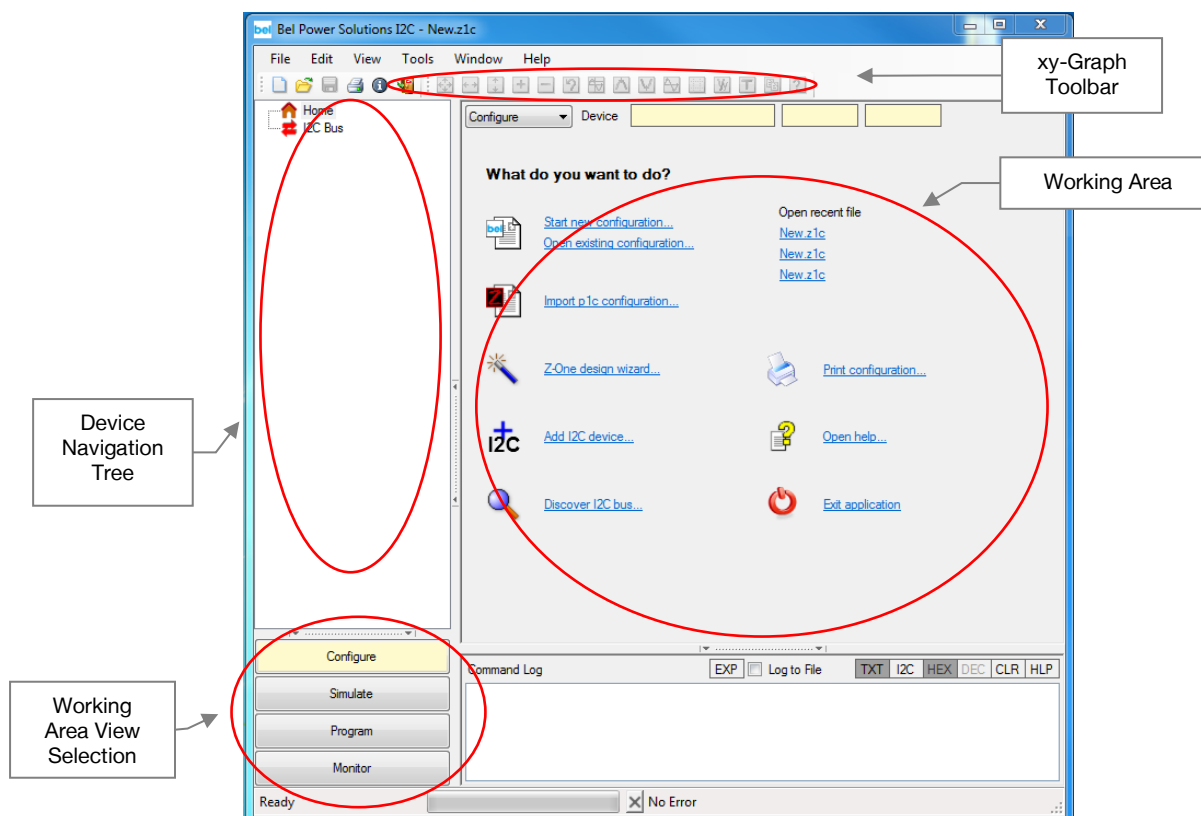 bel Bel Power Solutions I2C - New.z1c
File Edit View Tools Window Help
xy-Graph
Toolbar
Home
I2C Bus
Configure Device
What do you want to do?
Working Area
bel
Start new configuration...
Open existing configuration...
Open recent file
New.z1c
New.z1c
New.z1c
Z
Import p1c configuration...
Z-One design wizard...
Print configuration...
Device
Navigation
Tree
I2C
Add I2C device...
Open help...
Discover I2C bus...
Exit application
Configure
Simulate
Program
Monitor
Working
Area View
Selection
Command Log EXP Log to File TXT I2C HEX DEC CLR HLP
Ready No Error